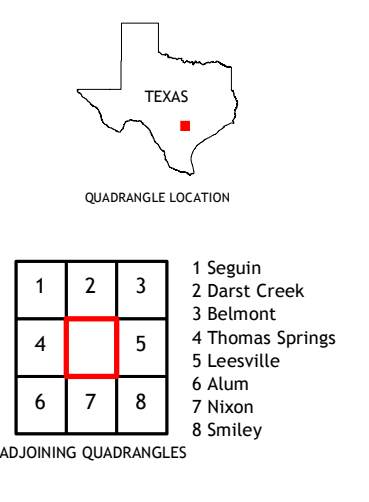 TEXAS
QUADRANGLE LOCATION
1 2 3
4 5
6 7 8
1 Seguin
2 Darst Creek
3 Belmont
4 Thomas Springs
5 Leesville
6 Alum
7 Nixon
8 Smiley
ADJOINING QUADRANGLES